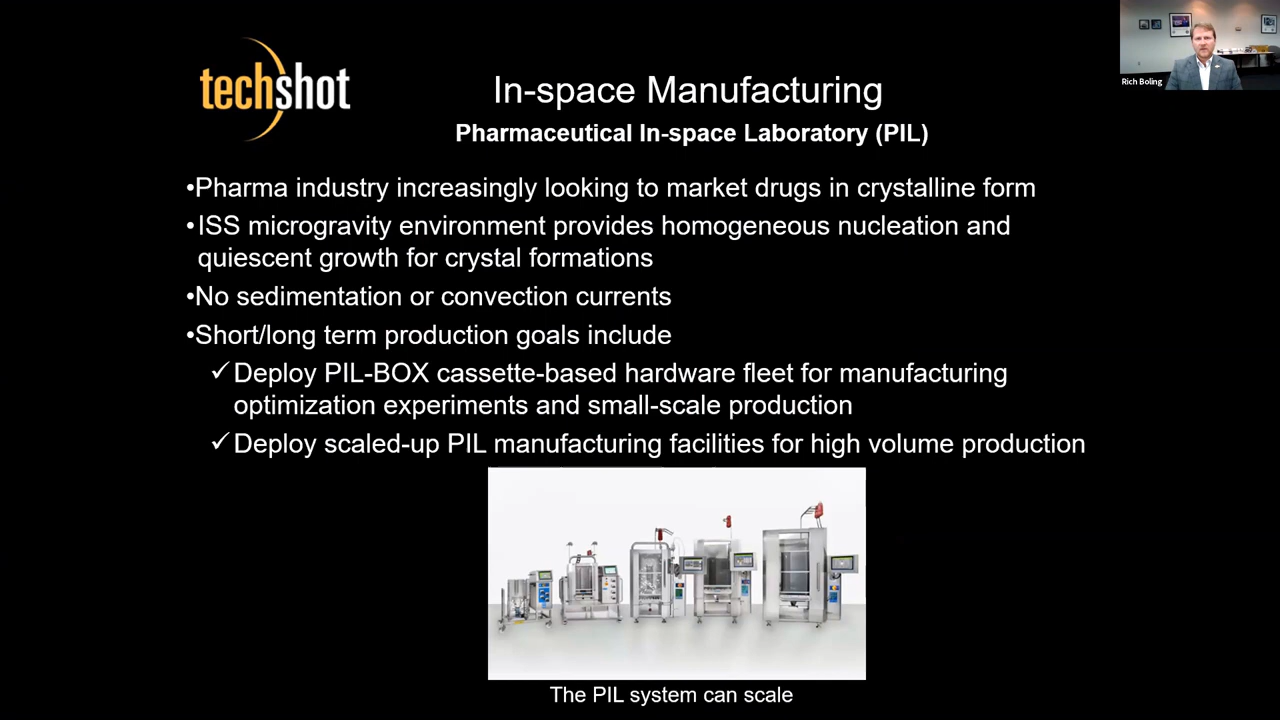 techshot
In-space Manufacturing
Pharmaceutical In-space Laboratory (PIL)
Rich Boling
•Pharma industry increasingly looking to market drugs in crystalline form
•ISS microgravity environment provides homogeneous nucleation and
quiescent growth for crystal formations
•No sedimentation or convection currents
•Short/long term production goals include
✓Deploy PIL-BOX cassette-based hardware fleet for manufacturing
optimization experiments and small-scale production
✓Deploy scaled-up PIL manufacturing facilities for high volume production
The PIL system can scale